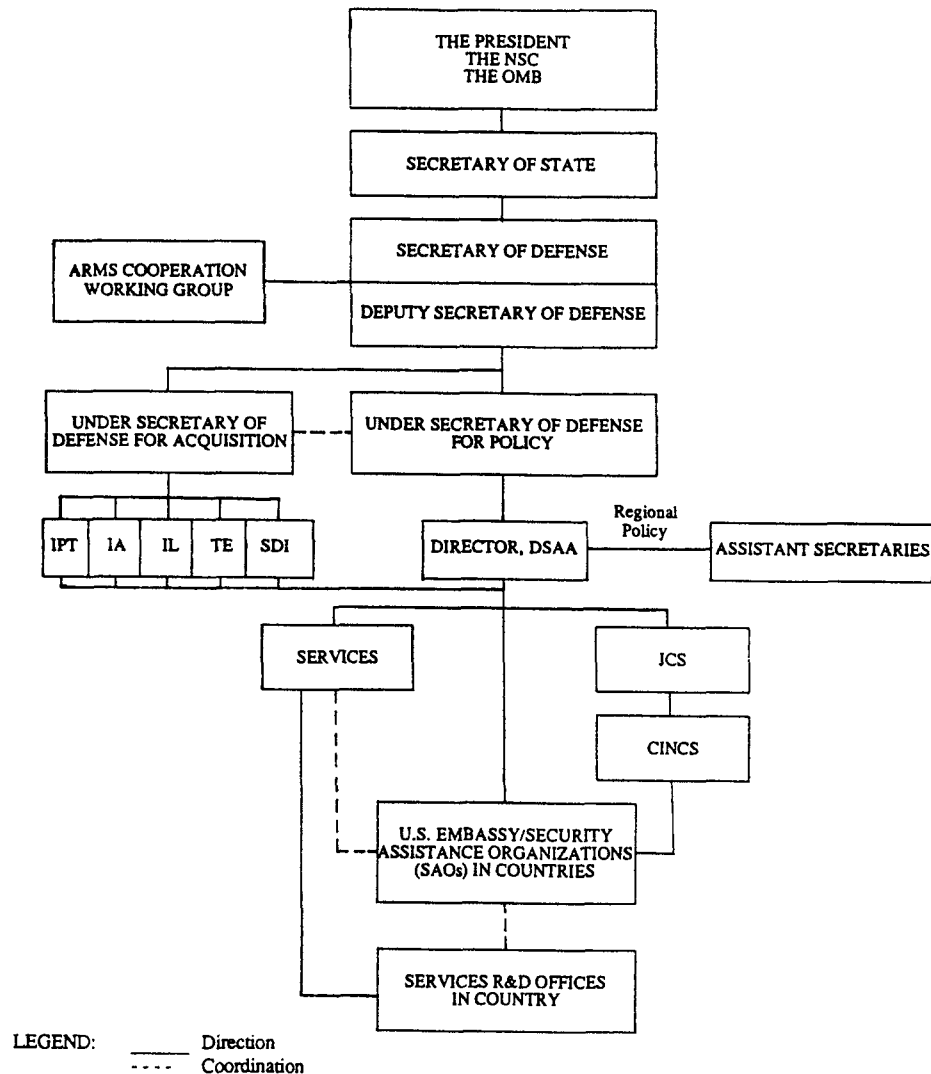 THE PRESIDENT
THE NSC
THE OMB
SECRETARY OF STATE
SECRETARY OF DEFENSE
ARMS COOPERATION
WORKING GROUP
DEPUTY SECRETARY OF DEFENSE
UNDER SECRETARY OF
DEFENSE FOR ACQUISITION
UNDER SECRETARY OF DEFENSE
FOR POLICY
IPT
IA
IL
TE
SDI
DIRECTOR, DSAA
Regional
Policy
ASSISTANT SECRETARIES
SERVICES
JCS
CINCS
U.S. EMBASSY/SECURITY
ASSISTANCE ORGANIZATIONS
(SAOs) IN COUNTRIES
SERVICES R&D OFFICES
IN COUNTRY
LEGEND:
Direction
Coordination